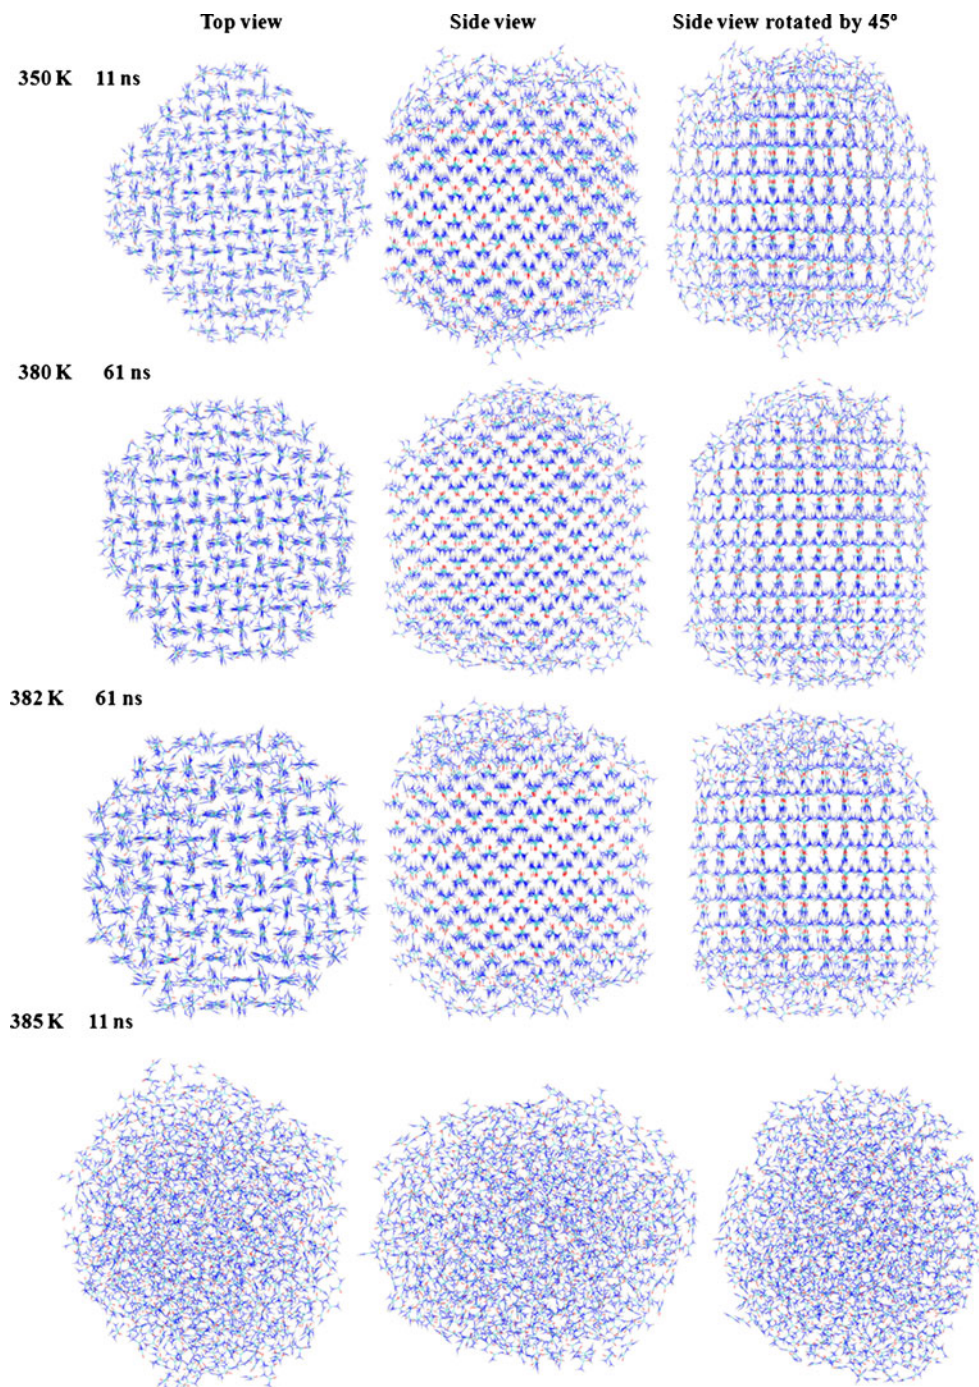 Top view Side view Side view rotated by 45º
350 K 11 ns
380 K 61 ns
382 K 61 ns
385 K 11 ns